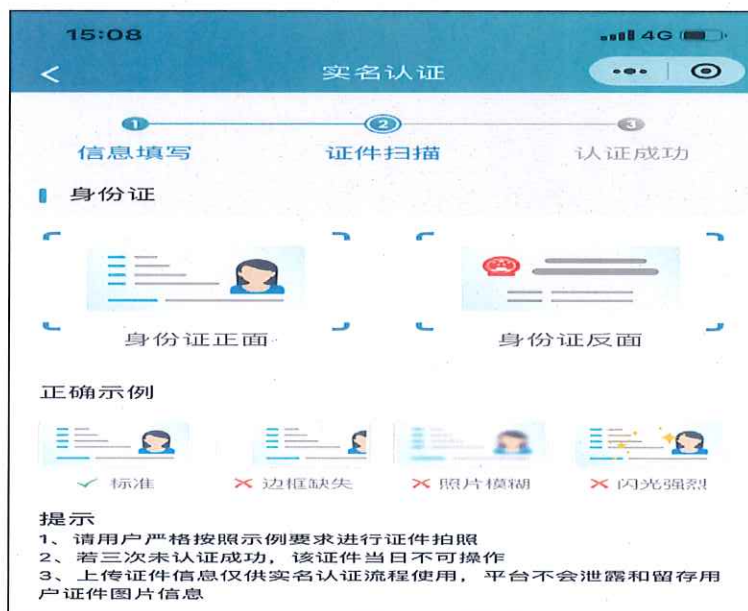 15:08
4G
实名认证
1 2 3
信息填写 证件扫描 认证成功
身份证
身份证正面 身份证反面
正确示例
标准 边框缺失 照片模糊 闪光强烈
提示
1、请用户严格按照示例要求进行证件拍照
2、若三次未认证成功，该证件当日不可操作
3、上传证件信息仅供实名认证流程使用，平台不会泄露和留存用
户证件图片信息